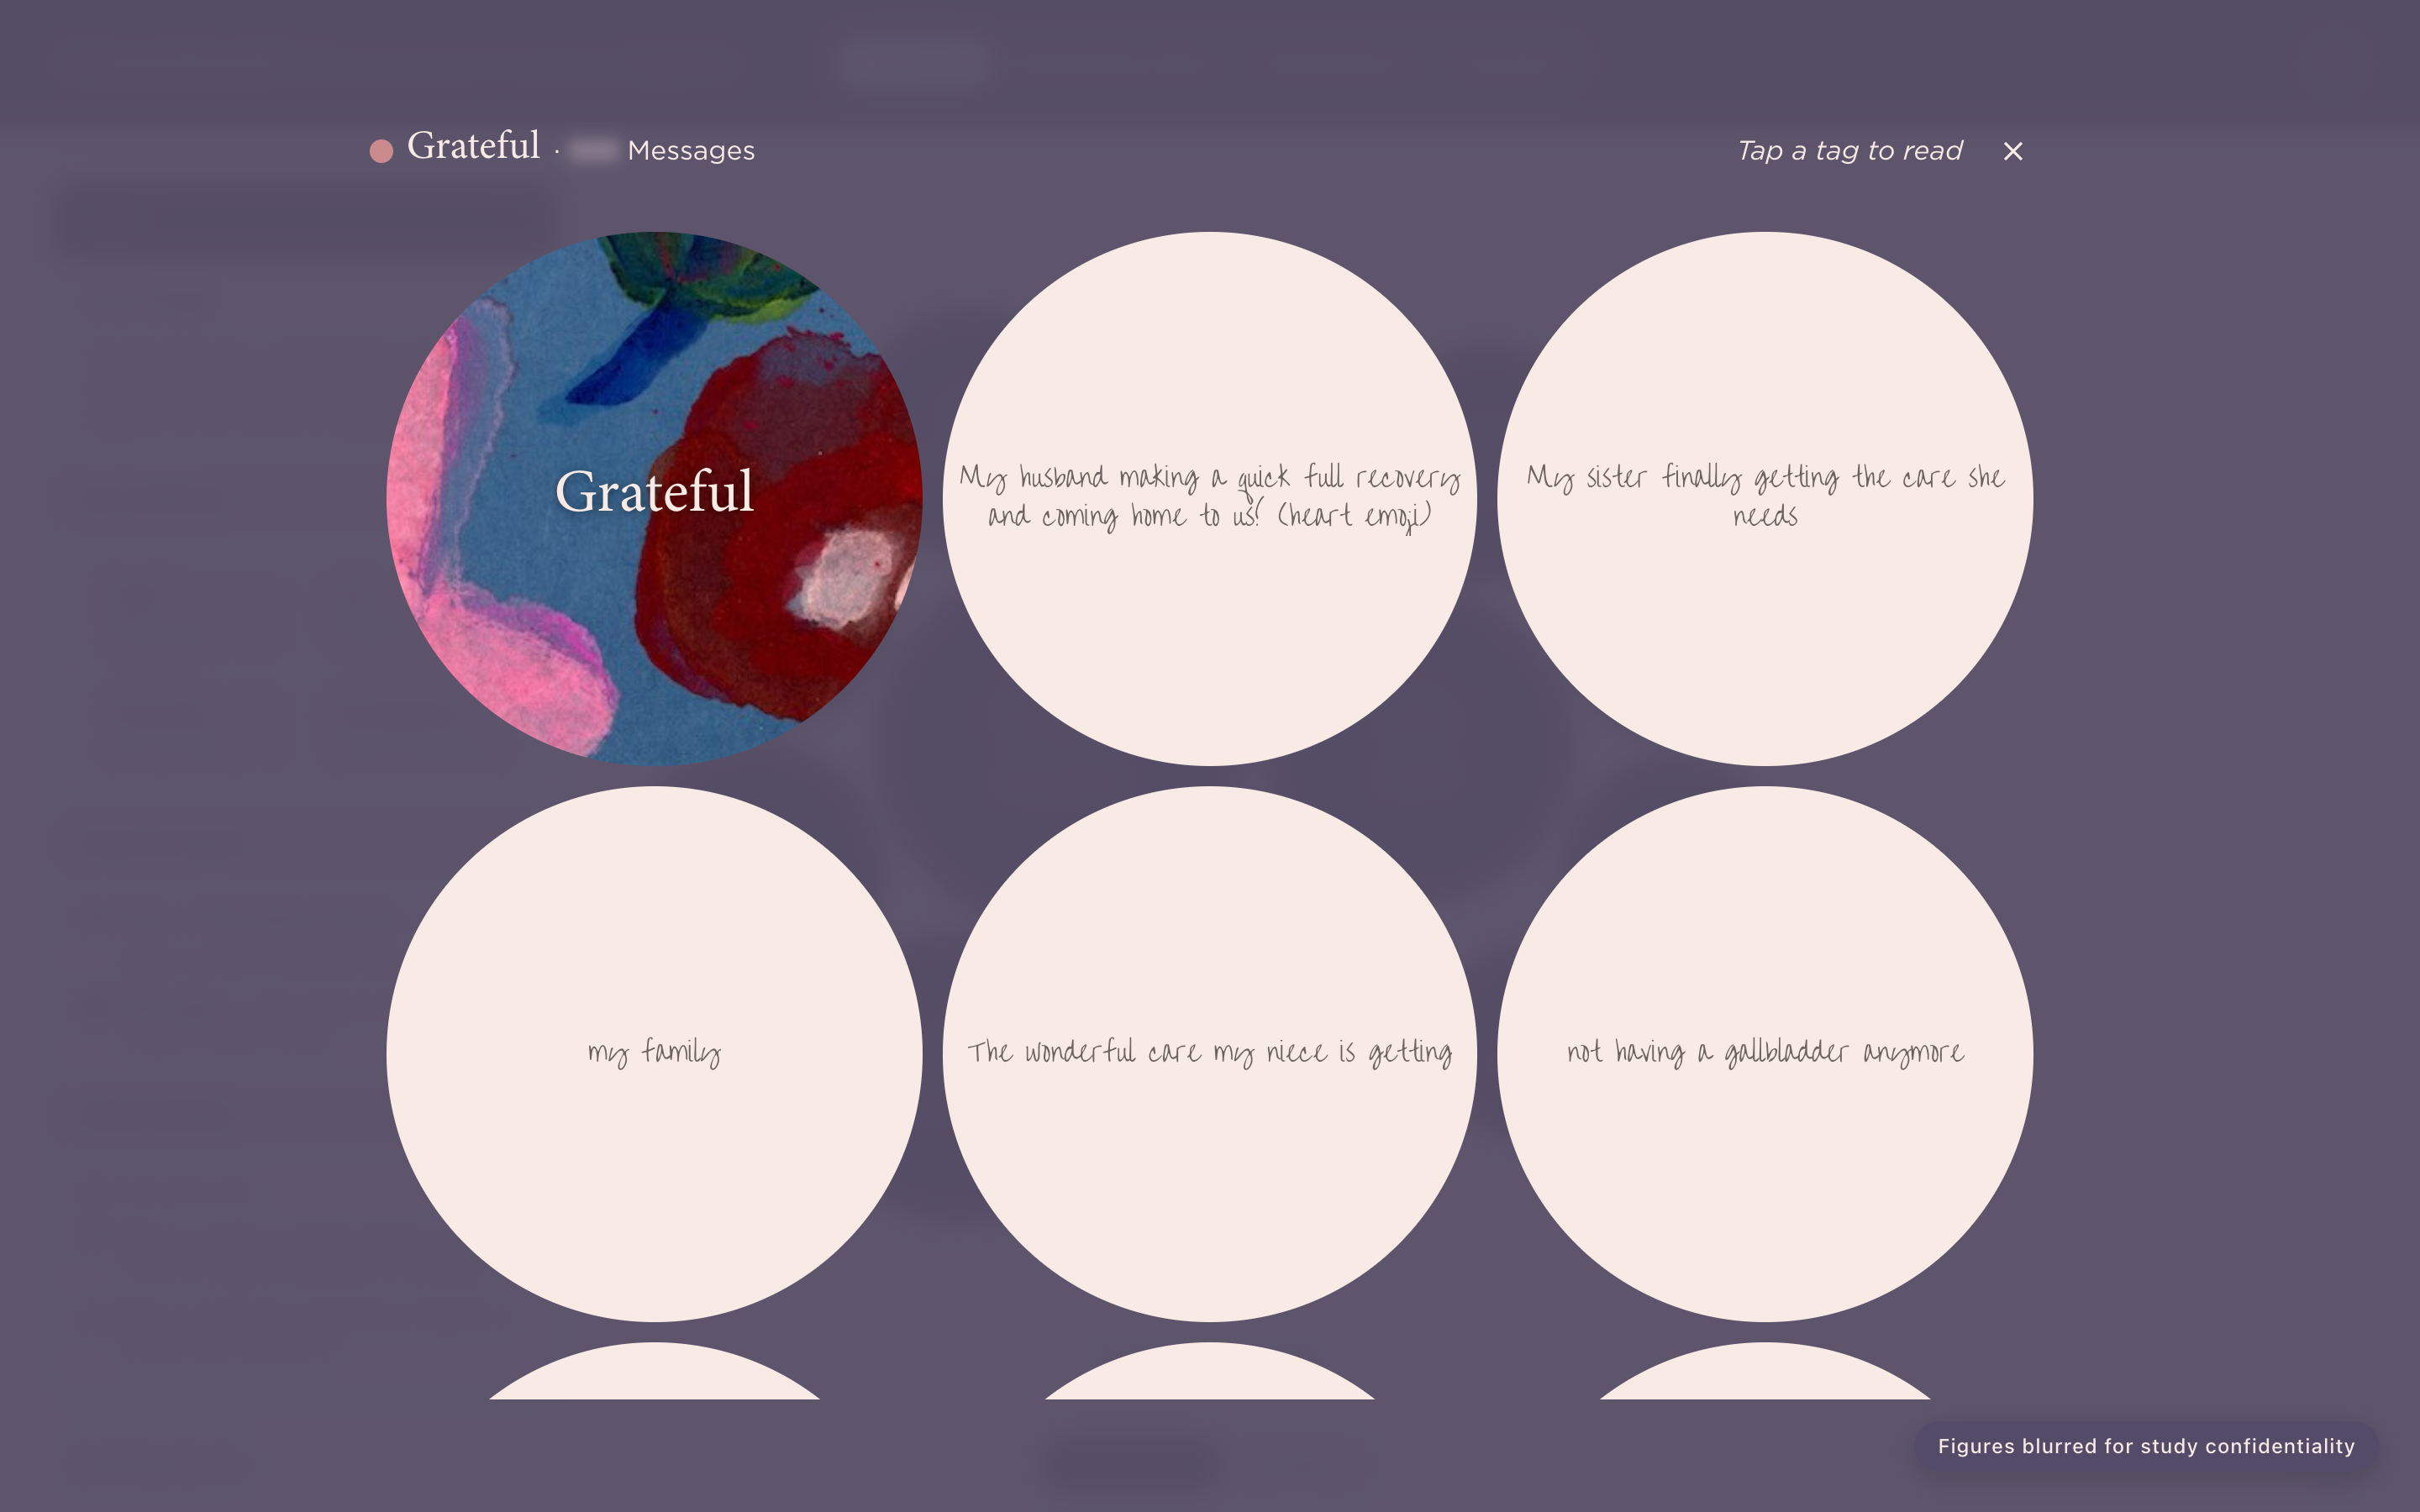 Grateful · Messages
Tap a tag to read ×
Grateful
My husband making a quick full recovery
and coming home to us! (heart emoji)
My sister finally getting the care she
needs
my family
The wonderful care my niece is getting
not having a gallbladder anymore
Figures blurred for study confidentiality